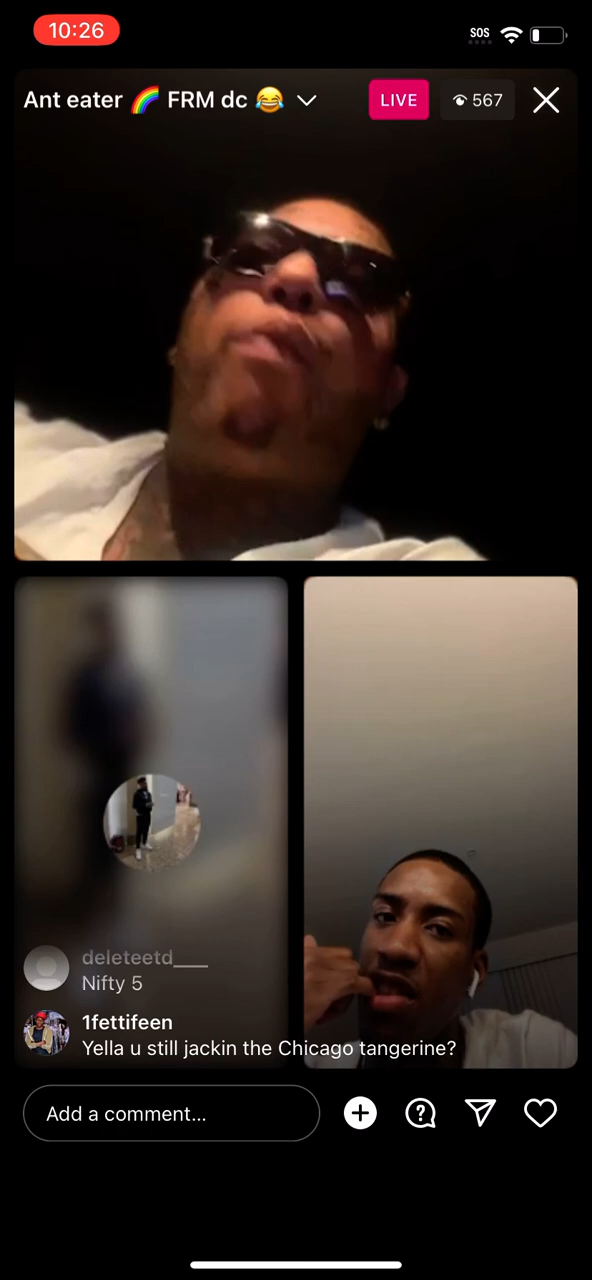 10:26
SOS
Ant eater 🌈 FRM dc 😂
LIVE
567
deleteetd____
Nifty 5
1fettifeen
Yella u still jackin the Chicago tangerine?
Add a comment...